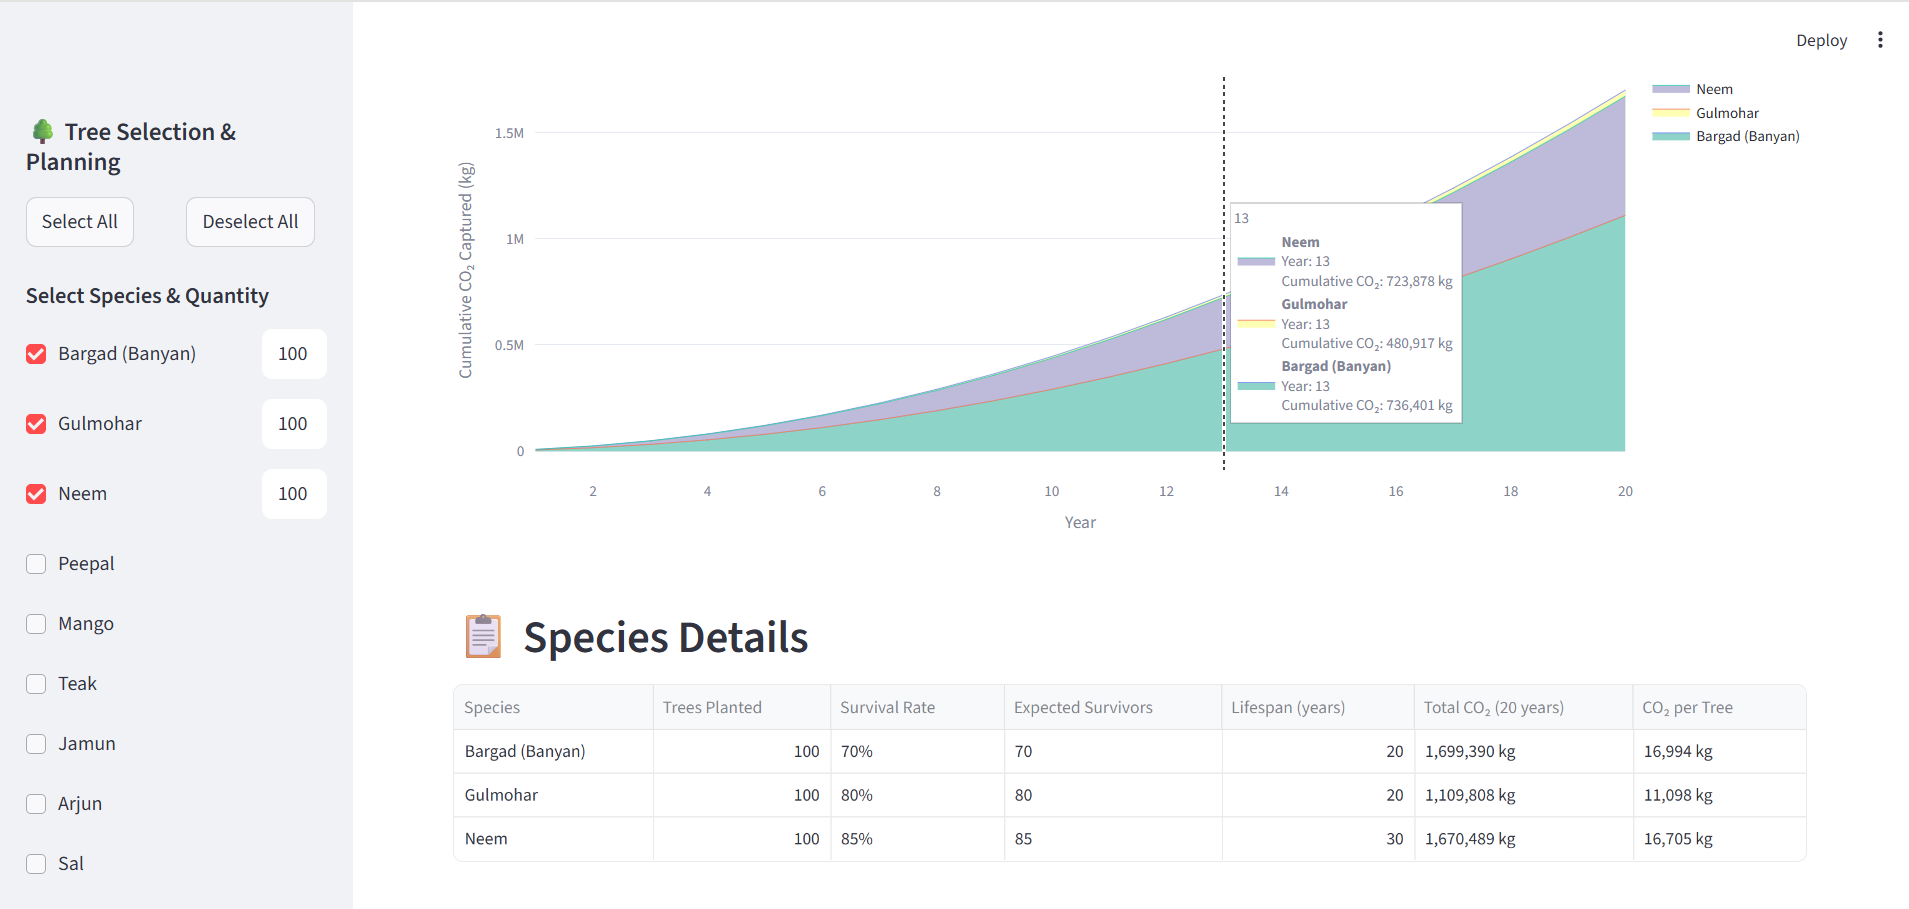 Deploy
Tree Selection &
Planning
Select All
Deselect All
Select Species & Quantity
Bargad (Banyan)
100
Gulmohar
100
Neem
100
Peepal
Mango
Teak
Jamun
Arjun
Sal
Cumulative CO₂ Captured (kg)
1.5M
1M
0.5M
0
2 4 6 8 10 12 14 16 18 20
Year
Neem
Gulmohar
Bargad (Banyan)
13
Neem
Year: 13
Cumulative CO₂: 723,878 kg
Gulmohar
Year: 13
Cumulative CO₂: 480,917 kg
Bargad (Banyan)
Year: 13
Cumulative CO₂: 736,401 kg
Species Details
Species Trees Planted Survival Rate Expected Survivors Lifespan (years) Total CO₂ (20 years) CO₂ per Tree
Bargad (Banyan) 100 70% 70 20 1,699,390 kg 16,994 kg
Gulmohar 100 80% 80 20 1,109,808 kg 11,098 kg
Neem 100 85% 85 30 1,670,489 kg 16,705 kg